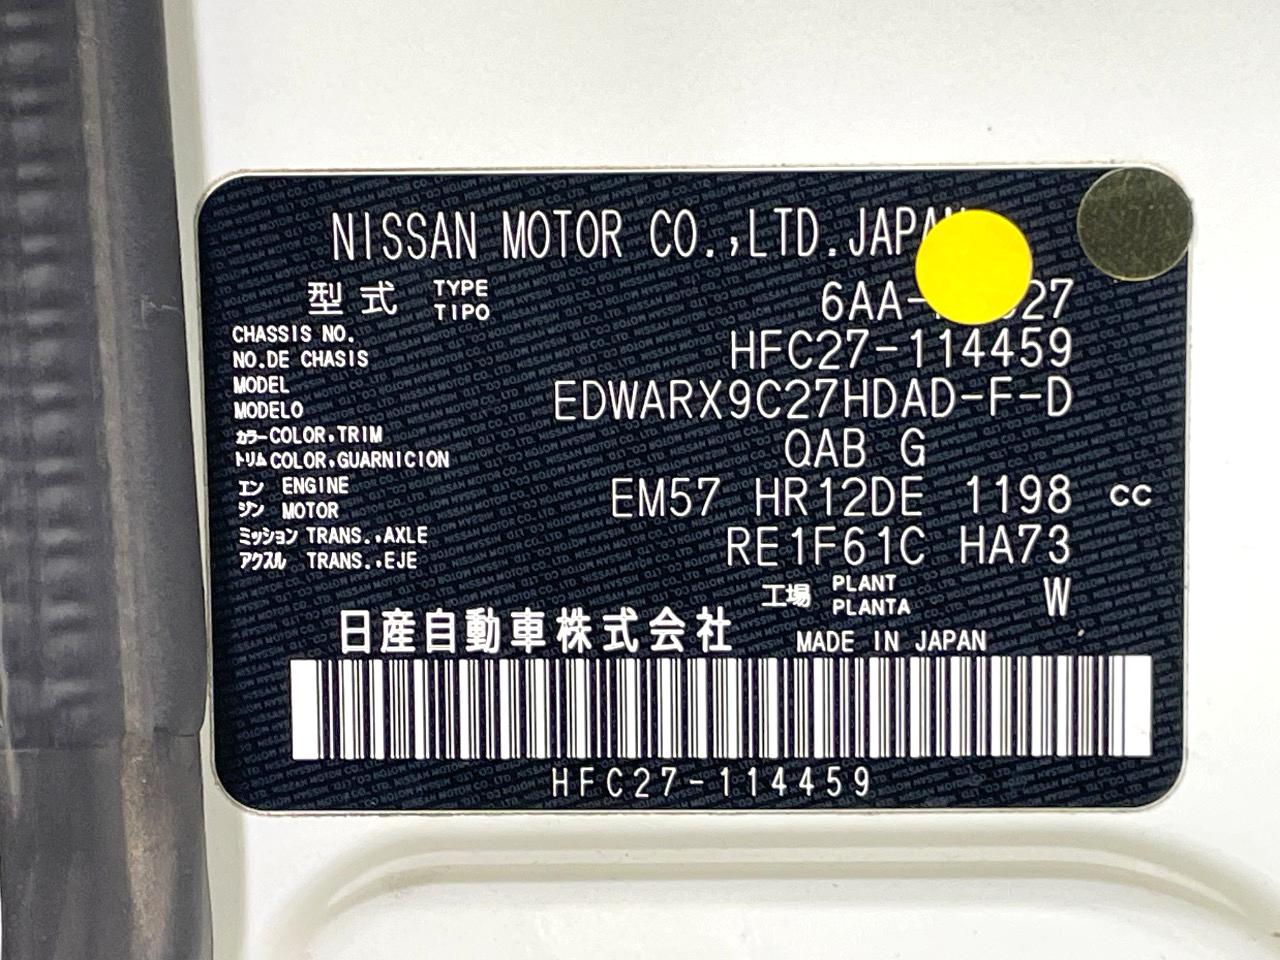 NISSAN MOTOR CO.,LTD.JAPAN
型式 TYPE TIPO 6AA- 27
CHASSIS NO.
NO.DE CHASIS HFC27-114459
MODEL
MODELO EDWARX9C27HDAD-F-D
カラー COLOR,TRIM
トリム COLOR,GUARNICION QAB G
エン ENGINE
ジン MOTOR EM57 HR12DE 1198 cc
ミッション TRANS.,AXLE
アクスル TRANS.,EJE RE1F61C HA73
工場 PLANT PLANTA W
日産自動車株式会社 MADE IN JAPAN
HFC27-114459